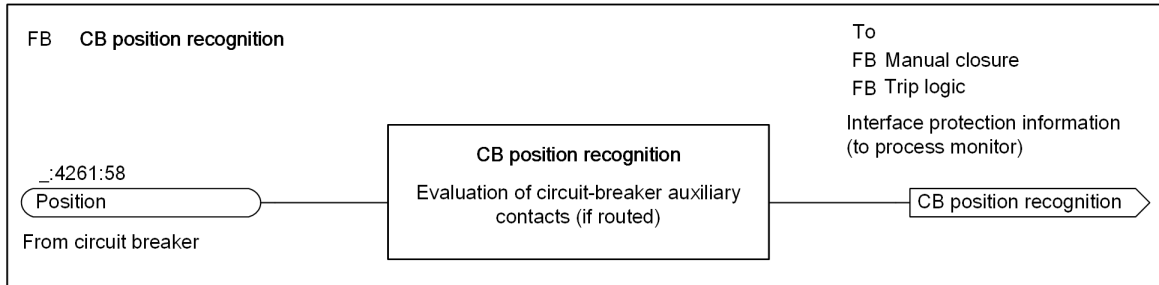 FB CB position recognition
To
FB Manual closure
FB Trip logic
Interface protection information
(to process monitor)
_:4261:58
Position
From circuit breaker
CB position recognition
Evaluation of circuit-breaker auxiliary
contacts (if routed)
CB position recognition